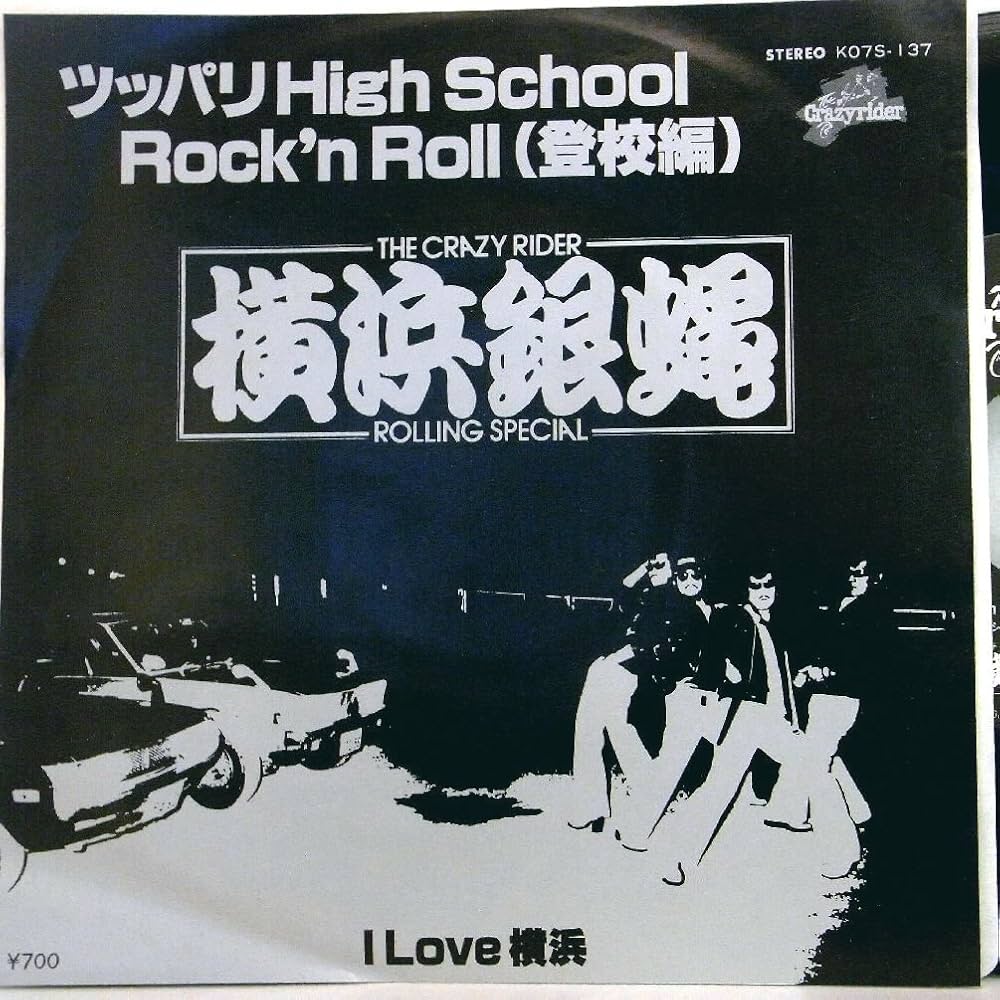 STEREO K07S-137
ツッパリHigh School
Crazyrider
Rock'n Roll(登校編)
THE CRAZY RIDER
横浜銀蝿
ROLLING SPECIAL
I Love 横浜
¥700